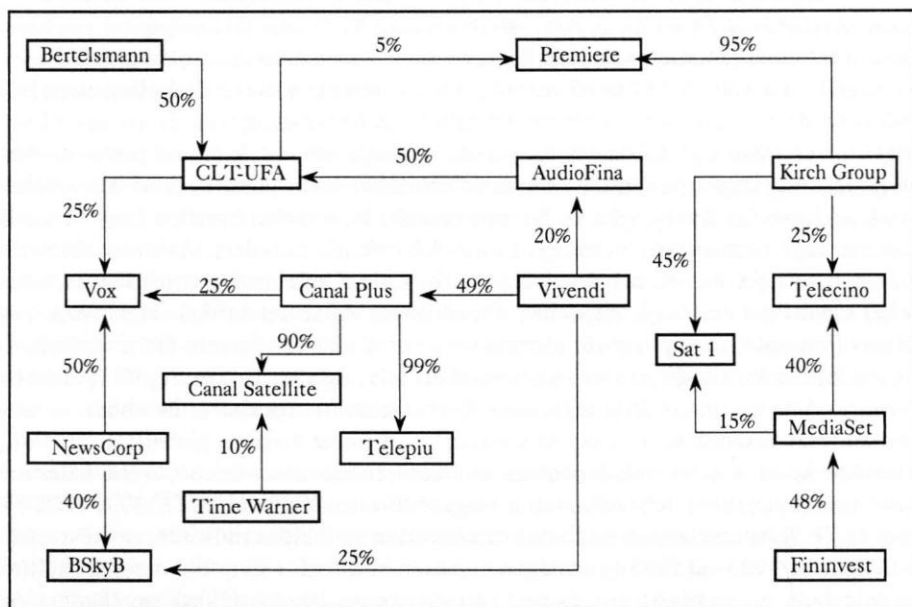 Bertelsmann
5%
Premiere
95%
50%
CLT-UFA
50%
AudioFina
Kirch Group
25%
20%
45%
25%
Vox
25%
Canal Plus
49%
Vivendi
Telecino
90%
Sat 1
50%
99%
40%
Canal Satellite
NewsCorp
10%
Telepiu
15%
MediaSet
40%
Time Warner
48%
BSkyB
25%
Fininvest